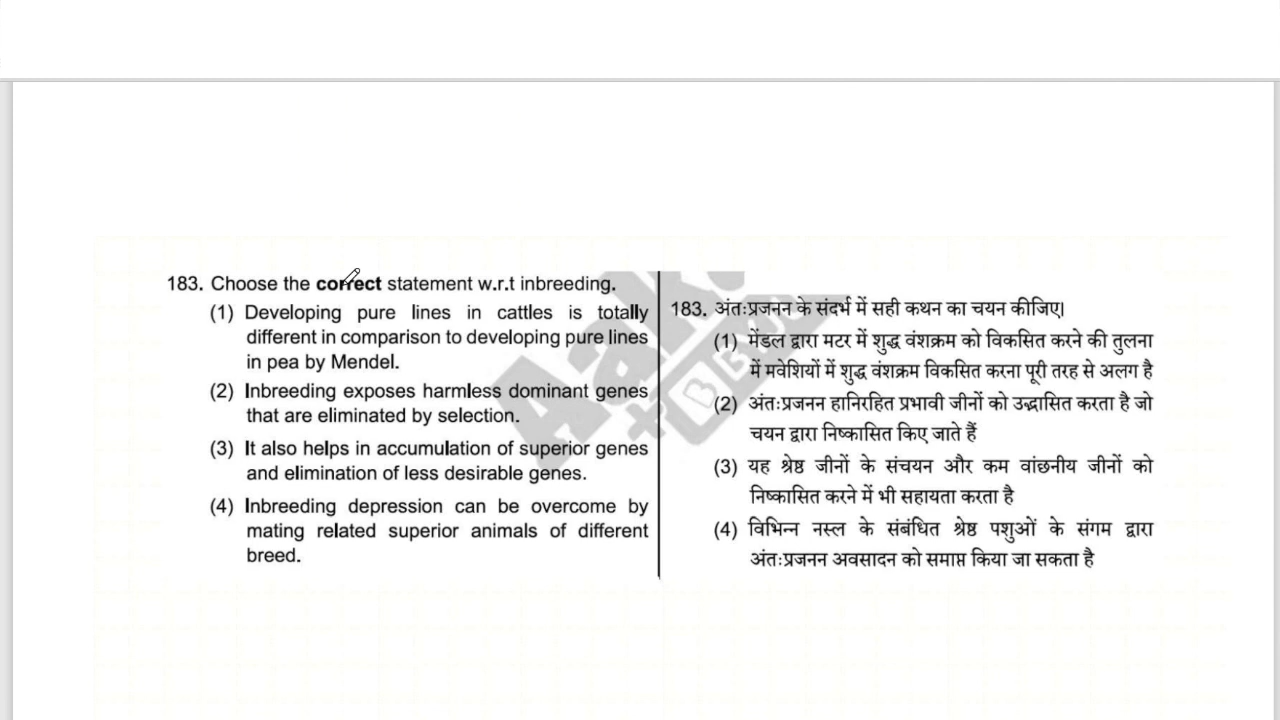 183. Choose the correct statement w.r.t inbreeding.
(1) Developing pure lines in cattles is totally
different in comparison to developing pure lines
in pea by Mendel.
(2) Inbreeding exposes harmless dominant genes
that are eliminated by selection.
(3) It also helps in accumulation of superior genes
and elimination of less desirable genes.
(4) Inbreeding depression can be overcome by
mating related superior animals of different
breed.
183. अंतःप्रजनन के संदर्भ में सही कथन का चयन कीजिए।
(1) मेंडल द्वारा मटर में शुद्ध वंशक्रम को विकसित करने की तुलना
में मवेशियों में शुद्ध वंशक्रम विकसित करना पूरी तरह से अलग है
(2) अंतःप्रजनन हानिरहित प्रभावी जीनों को उद्भासित करता है जो
चयन द्वारा निष्कासित किए जाते हैं
(3) यह श्रेष्ठ जीनों के संचयन और कम वांछनीय जीनों को
निष्कासित करने में भी सहायता करता है
(4) विभिन्न नस्ल के संबंधित श्रेष्ठ पशुओं के संगम द्वारा
अंतःप्रजनन अवसादन को समाप्त किया जा सकता है